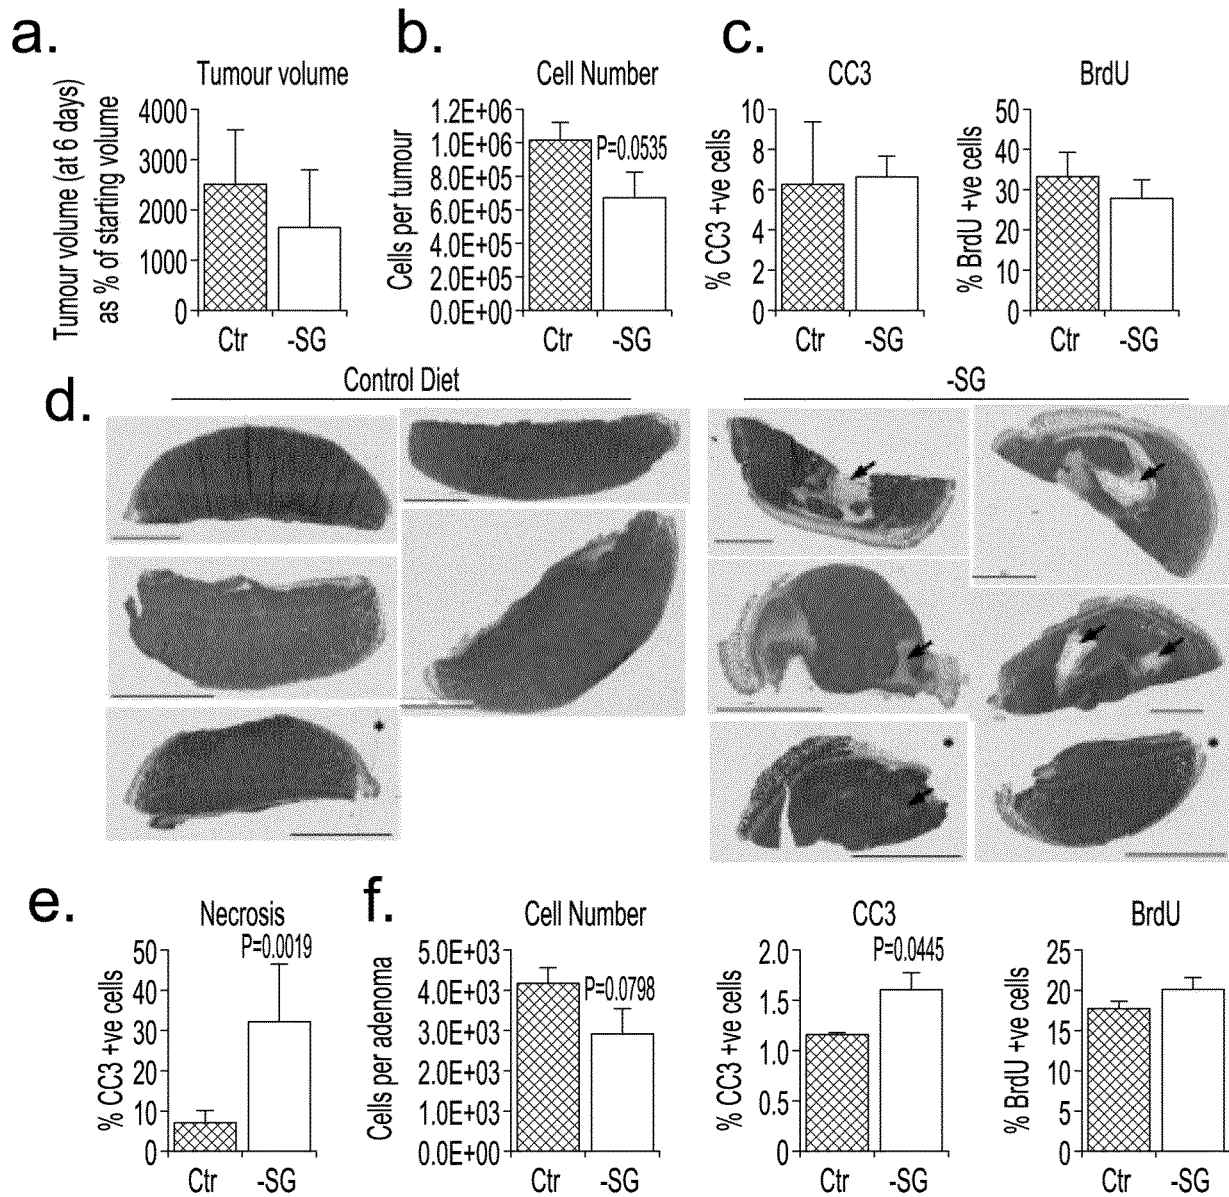 a.
Tumour volume
Tumour volume (at 6 days)
as % of starting volume
4000
3000
2000
1000
0
Ctr -SG
b.
Cell Number
Cells per tumour
1.2E+06
1.0E+06
8.0E+05
6.0E+05
4.0E+05
2.0E+05
0.0E+00
P=0.0535
Ctr -SG
c.
CC3
% CC3 +ve cells
10
8
6
4
2
0
Ctr -SG
BrdU
% BrdU +ve cells
50
40
30
20
10
0
Ctr -SG
d.
Control Diet
-SG
*
*
*
e.
Necrosis
P=0.0019
% CC3 +ve cells
50
40
30
20
10
0
Ctr -SG
f.
Cell Number
Cells per adenoma
5.0E+03
4.0E+03
3.0E+03
2.0E+03
1.0E+03
0.0E+00
P=0.0798
Ctr -SG
CC3
P=0.0445
% CC3 +ve cells
2.0
1.5
1.0
0.5
0
Ctr -SG
BrdU
% BrdU +ve cells
25
20
15
10
5
0
Ctr -SG